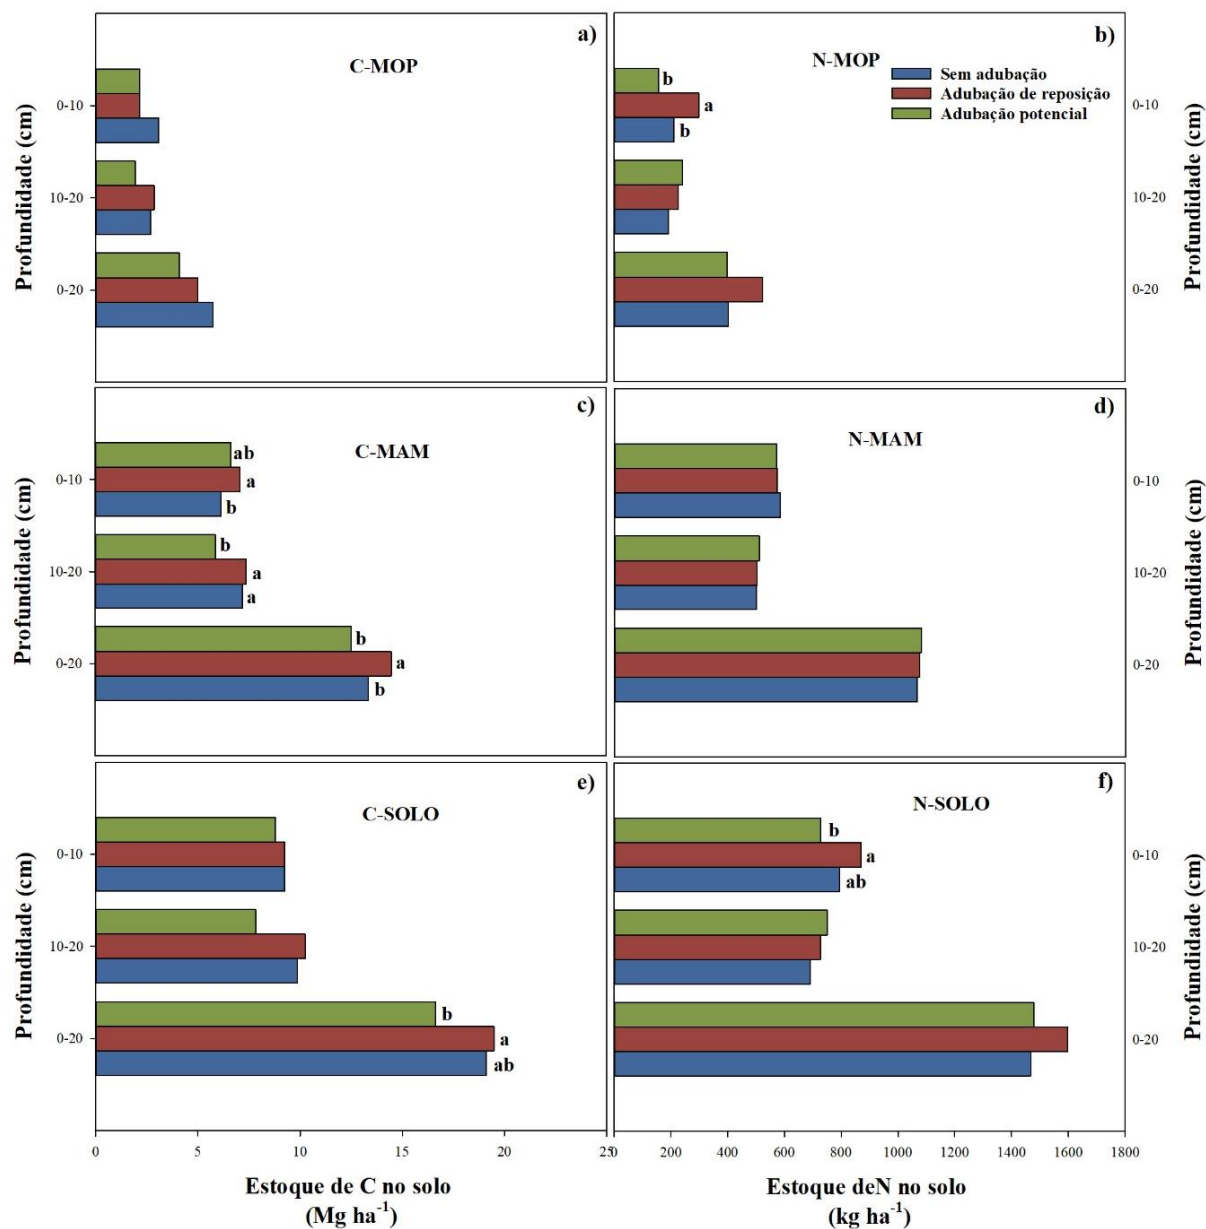 a)
C-MOP
Profundidade (cm)
0-10
10-20
0-20
b)
N-MOP
Sem adubação
Adubação de reposição
Adubação potencial
b
a
b
0-10
10-20
0-20
Profundidade (cm)
c)
C-MAM
Profundidade (cm)
0-10
10-20
0-20
ab
a
b
b
a
a
b
a
b
d)
N-MAM
0-10
10-20
0-20
Profundidade (cm)
e)
C-SOLO
Profundidade (cm)
0-10
10-20
0-20
b
a
ab
f)
N-SOLO
b
a
ab
0-10
10-20
0-20
Profundidade (cm)
0 5 10 15 20 25
0 200 400 600 800 1000 1200 1400 1600 1800
Estoque de C no solo
(Mg ha⁻¹)
Estoque deN no solo
(kg ha⁻¹)